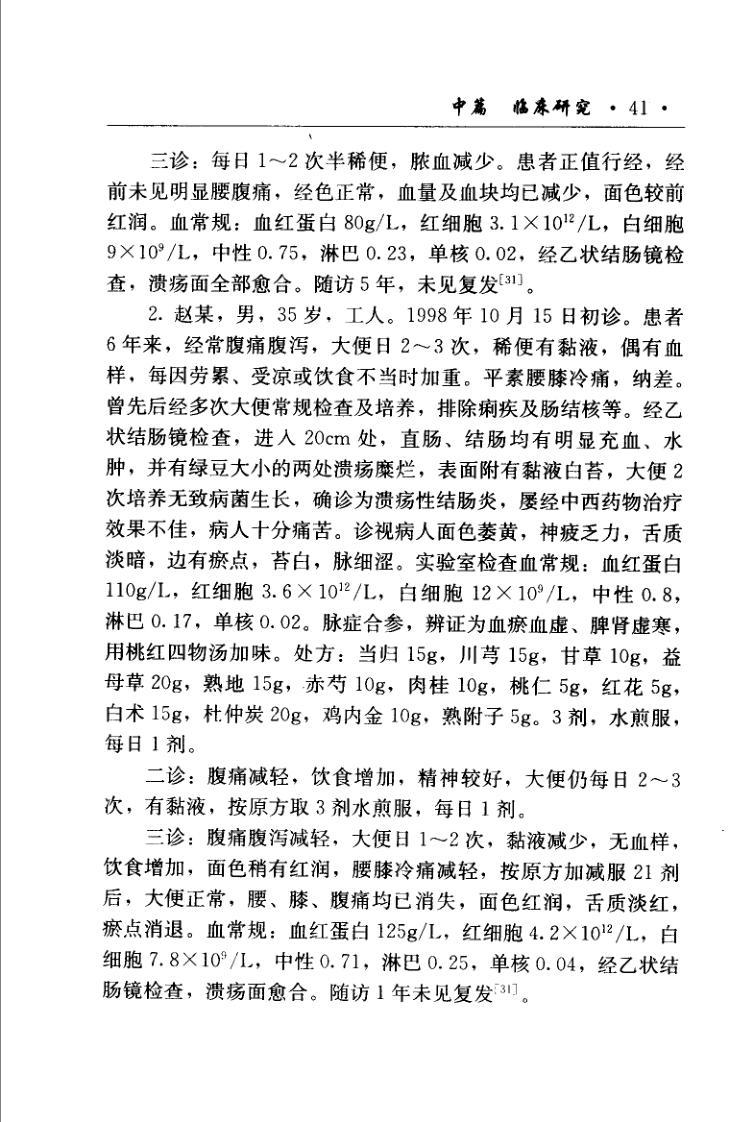 中篇 临床研究 · 41 ·
三诊：每日 1～2 次半稀便，脓血减少。患者正值行经，经
前未见明显腰腹痛，经色正常，血量及血块均已减少，面色较前
红润。血常规：血红蛋白 80g/L，红细胞 3.1×10¹²/L，白细胞
9×10⁹/L，中性 0.75，淋巴 0.23，单核 0.02，经乙状结肠镜检
查，溃疡面全部愈合。随访 5 年，未见复发[31]。
2. 赵某，男，35 岁，工人。1998 年 10 月 15 日初诊。患者
6 年来，经常腹痛腹泻，大便日 2～3 次，稀便有黏液，偶有血
样，每因劳累、受凉或饮食不当时加重。平素腰膝冷痛，纳差。
曾先后经多次大便常规检查及培养，排除痢疾及肠结核等。经乙
状结肠镜检查，进入 20cm 处，直肠、结肠均有明显充血、水
肿，并有绿豆大小的两处溃疡糜烂，表面附有黏液白苔，大便 2
次培养无致病菌生长，确诊为溃疡性结肠炎，屡经中西药物治疗
效果不佳，病人十分痛苦。诊视病人面色萎黄，神疲乏力，舌质
淡暗，边有瘀点，苔白，脉细涩。实验室检查血常规：血红蛋白
110g/L，红细胞 3.6×10¹²/L，白细胞 12×10⁹/L，中性 0.8，
淋巴 0.17，单核 0.02。脉症合参，辨证为血瘀血虚、脾肾虚寒，
用桃红四物汤加味。处方：当归 15g，川芎 15g，甘草 10g，益
母草 20g，熟地 15g，赤芍 10g，肉桂 10g，桃仁 5g，红花 5g，
白术 15g，杜仲炭 20g，鸡内金 10g，熟附子 5g。3 剂，水煎服，
每日 1 剂。
二诊：腹痛减轻，饮食增加，精神较好，大便仍每日 2～3
次，有黏液，按原方取 3 剂水煎服，每日 1 剂。
三诊：腹痛腹泻减轻，大便日 1～2 次，黏液减少，无血样，
饮食增加，面色稍有红润，腰膝冷痛减轻，按原方加减服 21 剂
后，大便正常，腰、膝、腹痛均已消失，面色红润，舌质淡红，
瘀点消退。血常规：血红蛋白 125g/L，红细胞 4.2×10¹²/L，白
细胞 7.8×10⁹/L，中性 0.71，淋巴 0.25，单核 0.04，经乙状结
肠镜检查，溃疡面愈合。随访 1 年未见复发[31]。